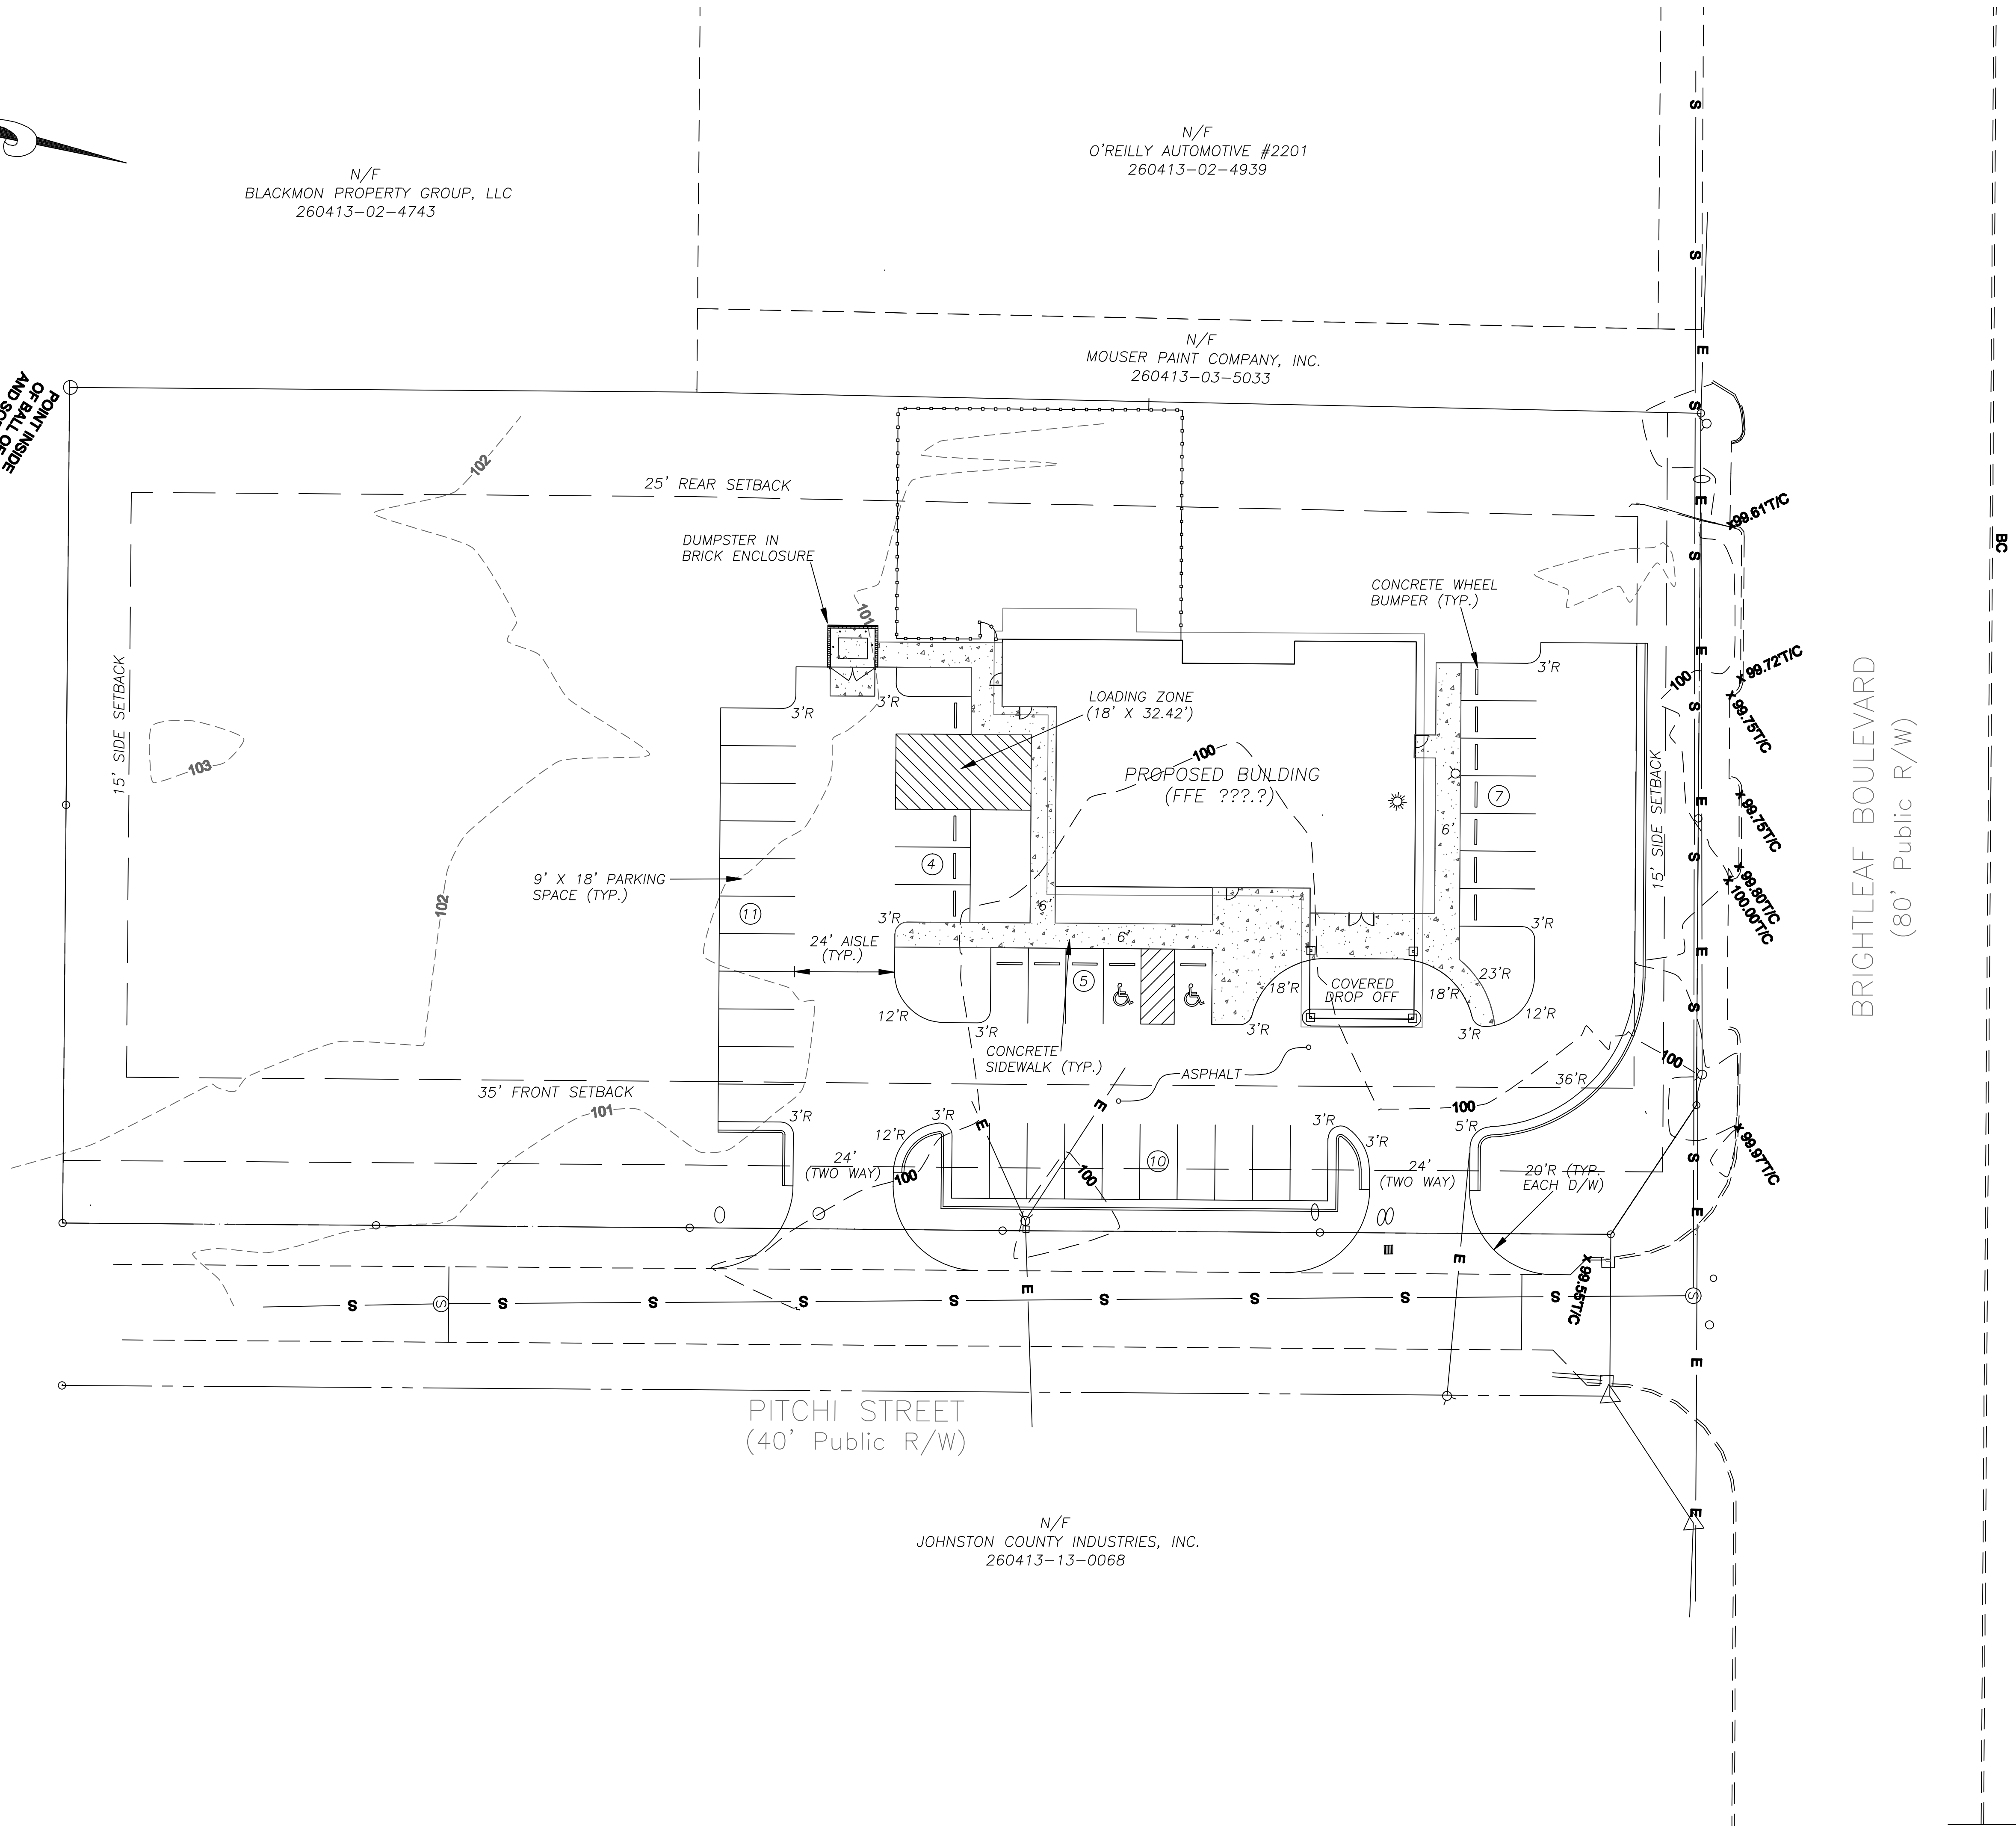 N/F
BLACKMON PROPERTY GROUP, LLC
260413-02-4743
N/F
O'REILLY AUTOMOTIVE #2201
260413-02-4939
N/F
MOUSER PAINT COMPANY, INC.
260413-03-5033
POINT INSIDE
OF BALL OF
102
25' REAR SETBACK
DUMPSTER IN
BRICK ENCLOSURE
101
CONCRETE WHEEL
BUMPER (TYP.)
x99.61'T/C
x 99.72'T/C
x 99.75'T/C
x 99.75'T/C
x 99.80'T/C
x 100.00'T/C
x 99.97'T/C
x 99.55'T/C
BC
BRIGHTLEAF BOULEVARD
(80' Public R/W)
15' SIDE SETBACK
103
3'R
3'R
3'R
LOADING ZONE
(18' X 32.42')
100
100
PROPOSED BUILDING
(FFE ???.?)
7
6'
15' SIDE SETBACK
4
9' X 18' PARKING
SPACE (TYP.)
102
11
3'R
6'
6'
3'R
24' AISLE
(TYP.)
5
18'R
COVERED
DROP OFF
18'R
23'R
12'R
3'R
3'R
3'R
12'R
CONCRETE
SIDEWALK (TYP.)
ASPHALT
36'R
100
35' FRONT SETBACK
101
100
3'R
3'R
12'R
3'R
3'R
5'R
24'
(TWO WAY)
100
10
100
24'
(TWO WAY)
20'R (TYP.
EACH D/W)
E
E
E
E
S S S S S S S S S
S
S
S
S
S
S
S
S
S
S
S
E
E
E
E
E
E
E
E
PITCHI STREET
(40' Public R/W)
N/F
JOHNSTON COUNTY INDUSTRIES, INC.
260413-13-0068